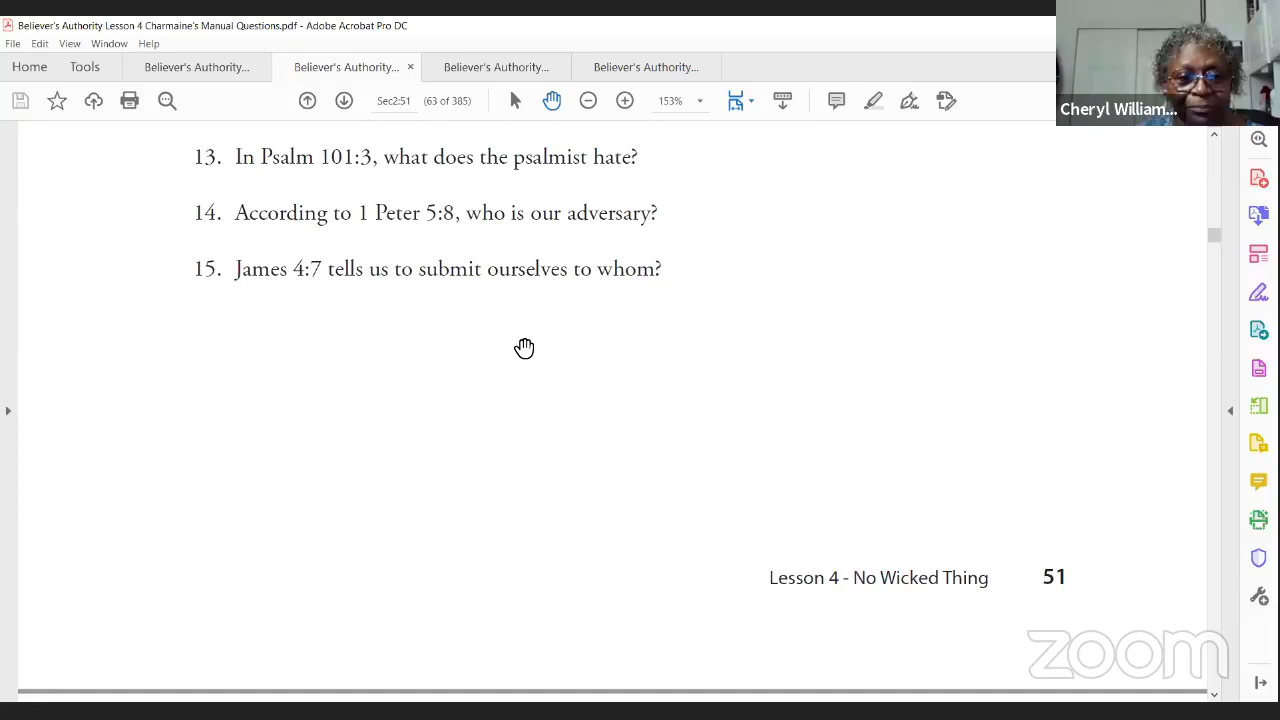 Believer's Authority Lesson 4 Charmaine's Manual Questions.pdf - Adobe Acrobat Pro DC
File Edit View Window Help
Home Tools Believer's Authority... Believer's Authority... × Believer's Authority... Believer's Authority...
Sec2:51 (63 of 385) 153%
Cheryl William...
13. In Psalm 101:3, what does the psalmist hate?
14. According to 1 Peter 5:8, who is our adversary?
15. James 4:7 tells us to submit ourselves to whom?
Lesson 4 - No Wicked Thing 51
zoom